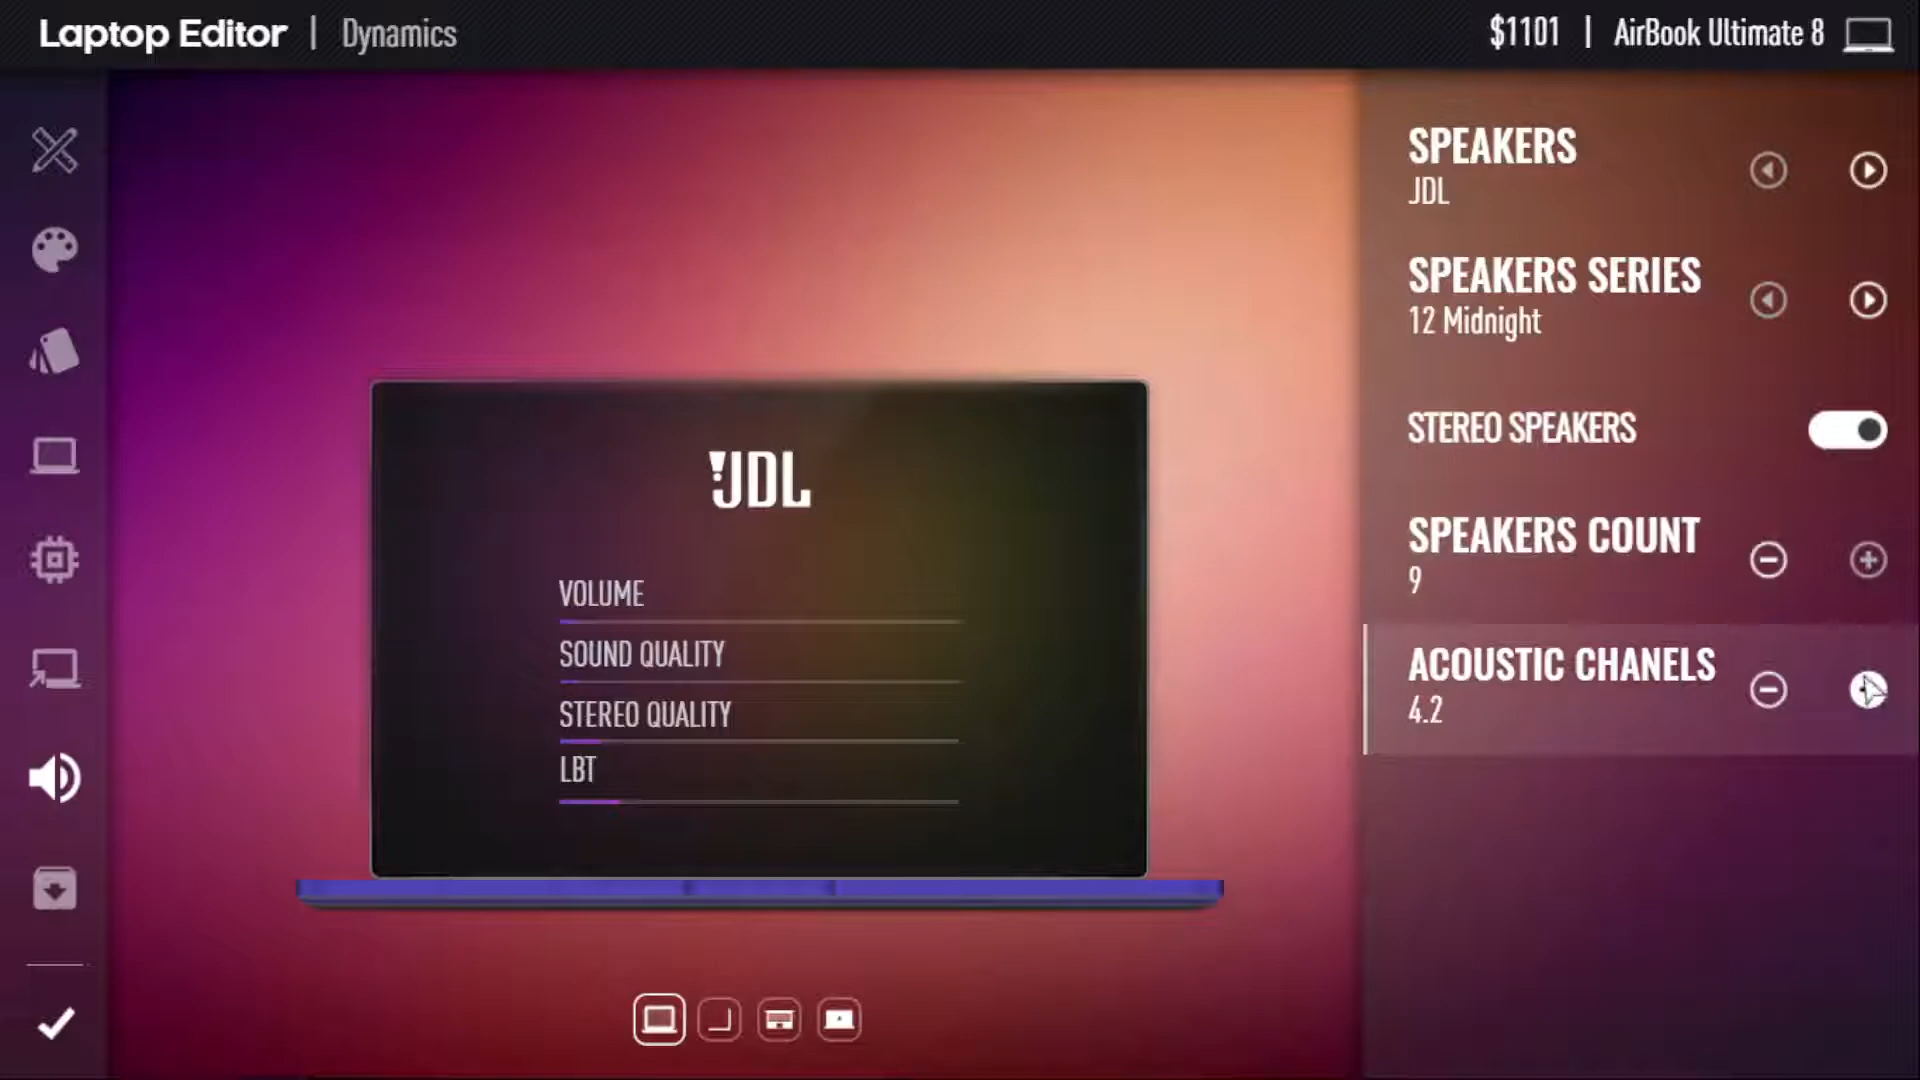 Laptop Editor | Dynamics
$1101 | AirBook Ultimate 8
SPEAKERS
JDL
SPEAKERS SERIES
12 Midnight
STEREO SPEAKERS
SPEAKERS COUNT
9
ACOUSTIC CHANELS
4.2
JDL
VOLUME
SOUND QUALITY
STEREO QUALITY
LBT